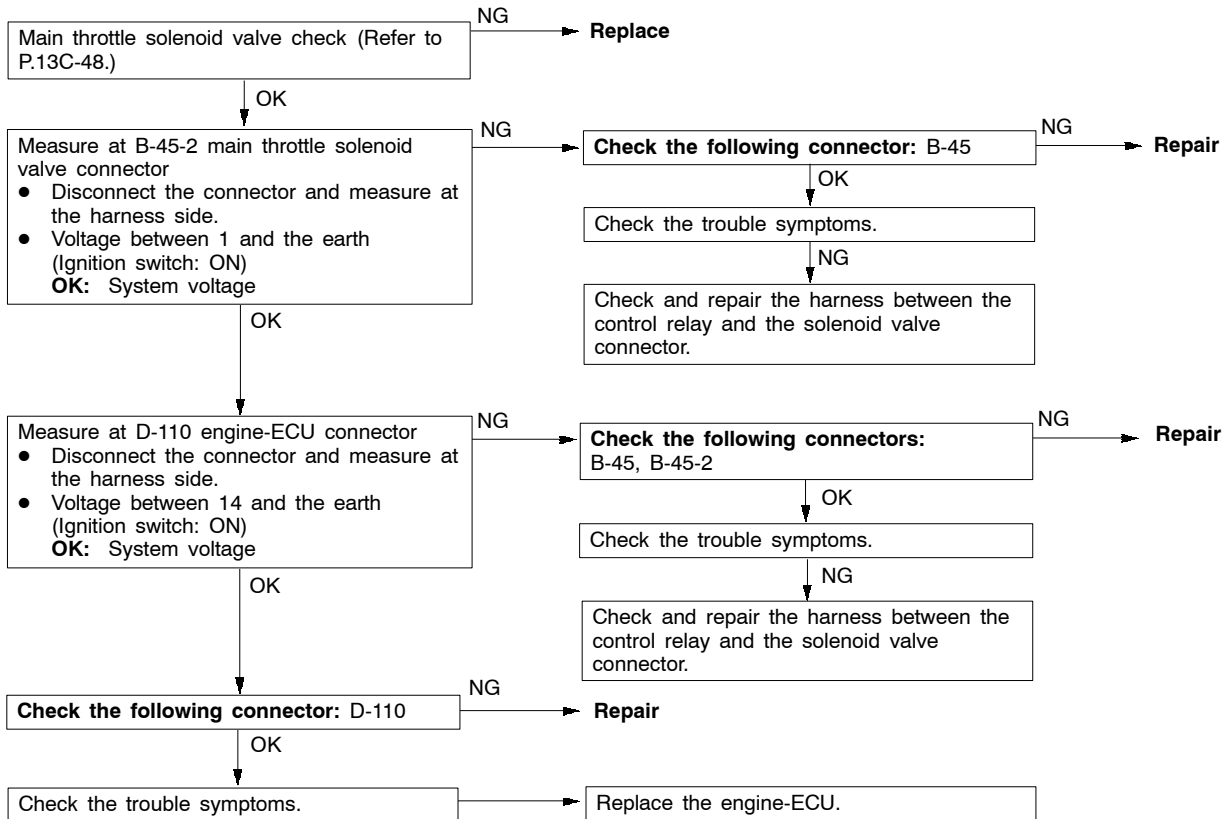 Main throttle solenoid valve check (Refer to
P.13C-48.)
NG
Replace
OK
Measure at B-45-2 main throttle solenoid
valve connector
● Disconnect the connector and measure at
the harness side.
● Voltage between 1 and the earth
(Ignition switch: ON)
OK: System voltage
NG
Check the following connector: B-45
NG
Repair
OK
Check the trouble symptoms.
NG
Check and repair the harness between the
control relay and the solenoid valve
connector.
OK
Measure at D-110 engine-ECU connector
● Disconnect the connector and measure at
the harness side.
● Voltage between 14 and the earth
(Ignition switch: ON)
OK: System voltage
NG
Check the following connectors:
B-45, B-45-2
NG
Repair
OK
Check the trouble symptoms.
NG
Check and repair the harness between the
control relay and the solenoid valve
connector.
OK
Check the following connector: D-110
NG
Repair
OK
Check the trouble symptoms.
Replace the engine-ECU.